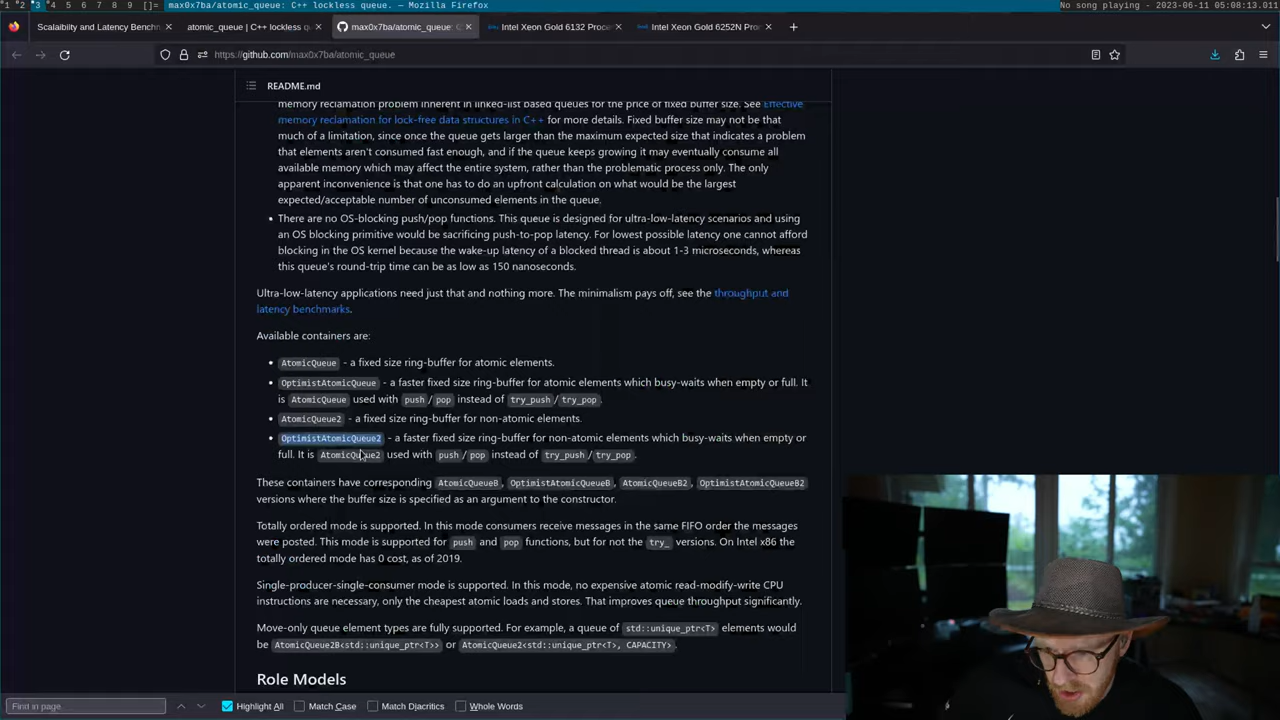 1 2 3 4 5 6 7 8 9 []= max0x7ba/atomic_queue: C++ lockless queue. — Mozilla Firefox No song playing - 2023-06-11 05:08:13.011
Scalability and Latency Benchm atomic_queue | C++ lockless qu max0x7ba/atomic_queue: Intel Xeon Gold 6132 Proce Intel Xeon Gold 6252N Pro
https://github.com/max0x7ba/atomic_queue
README.md
memory reclamation problem inherent in linked-list based queues for the price of fixed buffer size. See Effective
memory reclamation for lock-free data structures in C++ for more details. Fixed buffer size may not be that
much of a limitation, since once the queue gets larger than the maximum expected size that indicates a problem
that elements aren't consumed fast enough, and if the queue keeps growing it may eventually consume all
available memory which may affect the entire system, rather than the problematic process only. The only
apparent inconvenience is that one has to do an upfront calculation on what would be the largest
expected/acceptable number of unconsumed elements in the queue.
• There are no OS-blocking push/pop functions. This queue is designed for ultra-low-latency scenarios and using
an OS blocking primitive would be sacrificing push-to-pop latency. For lowest possible latency one cannot afford
blocking in the OS kernel because the wake-up latency of a blocked thread is about 1-3 microseconds, whereas
this queue's round-trip time can be as low as 150 nanoseconds.
Ultra-low-latency applications need just that and nothing more. The minimalism pays off, see the throughput and
latency benchmarks.
Available containers are:
• AtomicQueue - a fixed size ring-buffer for atomic elements.
• OptimistAtomicQueue - a faster fixed size ring-buffer for atomic elements which busy-waits when empty or full. It
is AtomicQueue used with push / pop instead of try_push / try_pop .
• AtomicQueue2 - a fixed size ring-buffer for non-atomic elements.
• OptimistAtomicQueue2 - a faster fixed size ring-buffer for non-atomic elements which busy-waits when empty or
full. It is AtomicQueue2 used with push / pop instead of try_push / try_pop .
These containers have corresponding AtomicQueueB , OptimistAtomicQueueB , AtomicQueueB2 , OptimistAtomicQueueB2
versions where the buffer size is specified as an argument to the constructor.
Totally ordered mode is supported. In this mode consumers receive messages in the same FIFO order the messages
were posted. This mode is supported for push and pop functions, but for not the try_ versions. On Intel x86 the
totally ordered mode has 0 cost, as of 2019.
Single-producer-single-consumer mode is supported. In this mode, no expensive atomic read-modify-write CPU
instructions are necessary, only the cheapest atomic loads and stores. That improves queue throughput significantly.
Move-only queue element types are fully supported. For example, a queue of std::unique_ptr<T> elements would
be AtomicQueue2B<std::unique_ptr<T>> or AtomicQueue2<std::unique_ptr<T>, CAPACITY> .
Role Models
Find in page Highlight All Match Case Match Diacritics Whole Words